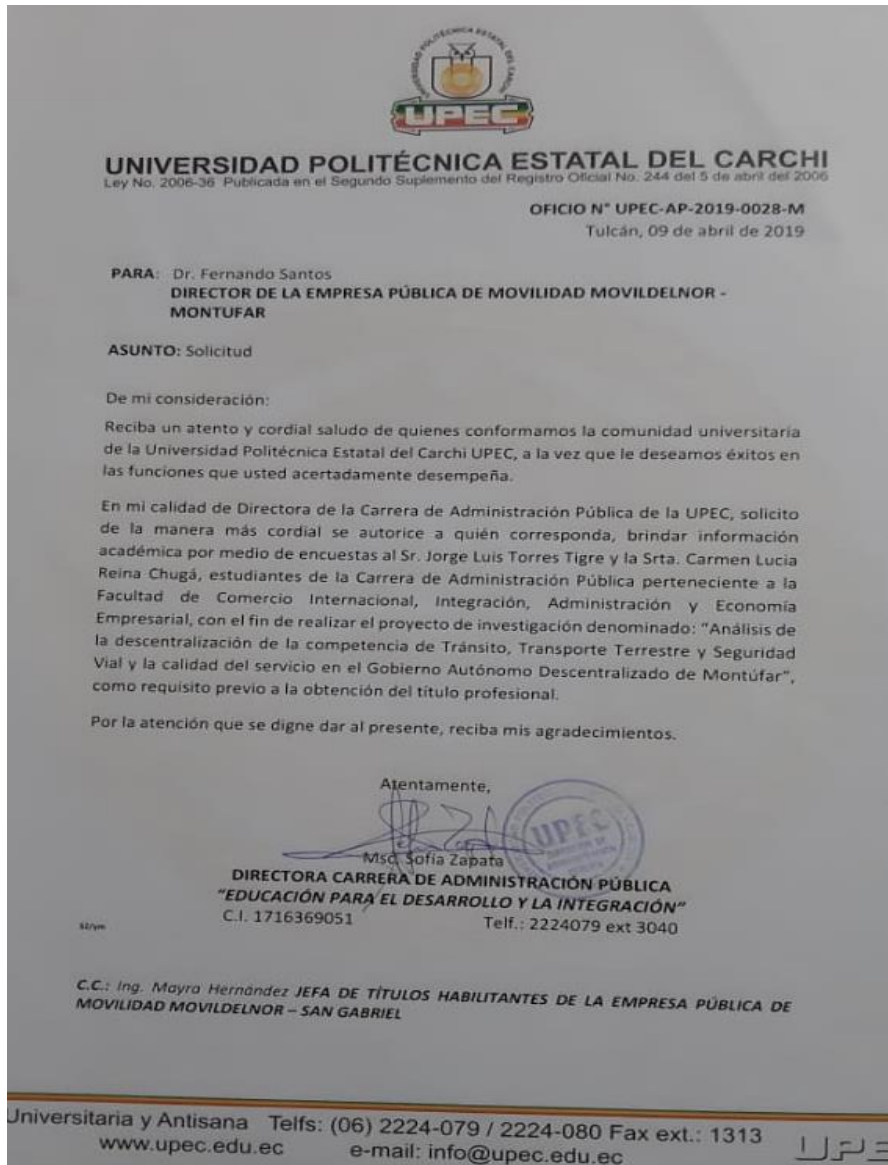 UNIVERSIDAD POLITÉCNICA ESTATAL DEL CARCHI
UPEC
UNIVERSIDAD POLITÉCNICA ESTATAL DEL CARCHI
Ley No. 2006-36 Publicada en el Segundo Suplemento del Registro Oficial No. 244 del 5 de abril del 2006
OFICIO N° UPEC-AP-2019-0028-M
Tulcán, 09 de abril de 2019
PARA: Dr. Fernando Santos
DIRECTOR DE LA EMPRESA PÚBLICA DE MOVILIDAD MOVILDELNOR -
MONTUFAR
ASUNTO: Solicitud
De mi consideración:
Reciba un atento y cordial saludo de quienes conformamos la comunidad universitaria
de la Universidad Politécnica Estatal del Carchi UPEC, a la vez que le deseamos éxitos en
las funciones que usted acertadamente desempeña.
En mi calidad de Directora de la Carrera de Administración Pública de la UPEC, solicito
de la manera más cordial se autorice a quién corresponda, brindar información
académica por medio de encuestas al Sr. Jorge Luis Torres Tigre y la Srta. Carmen Lucia
Reina Chugá, estudiantes de la Carrera de Administración Pública perteneciente a la
Facultad de Comercio Internacional, Integración, Administración y Economía
Empresarial, con el fin de realizar el proyecto de investigación denominado: “Análisis de
la descentralización de la competencia de Tránsito, Transporte Terrestre y Seguridad
Vial y la calidad del servicio en el Gobierno Autónomo Descentralizado de Montúfar”,
como requisito previo a la obtención del título profesional.
Por la atención que se digne dar al presente, reciba mis agradecimientos.
Atentamente,
UPEC
Msc. Sofía Zapata
DIRECTORA CARRERA DE ADMINISTRACIÓN PÚBLICA
“EDUCACIÓN PARA EL DESARROLLO Y LA INTEGRACIÓN”
C.I. 1716369051 Telf.: 2224079 ext 3040
SZ/ym
C.C.: Ing. Mayra Hernández JEFA DE TÍTULOS HABILITANTES DE LA EMPRESA PÚBLICA DE
MOVILIDAD MOVILDELNOR – SAN GABRIEL
Universitaria y Antisana Telfs: (06) 2224-079 / 2224-080 Fax ext.: 1313
www.upec.edu.ec e-mail: info@upec.edu.ec
UPE